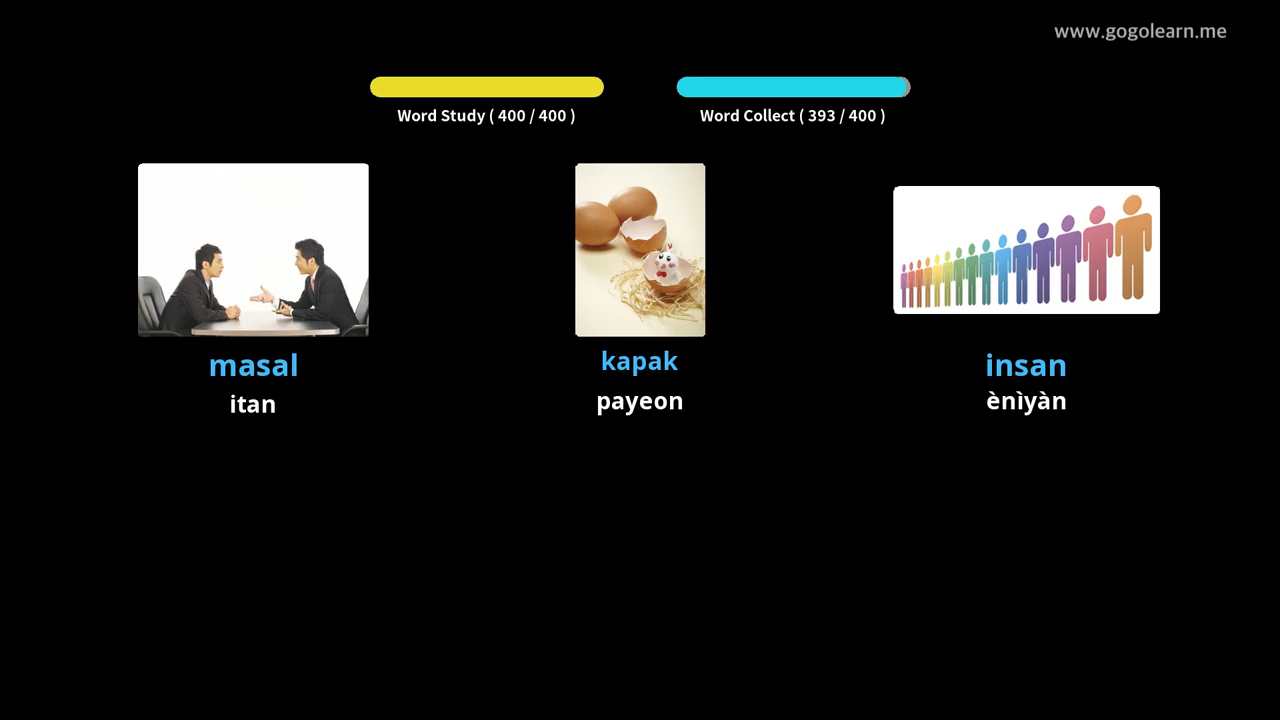 www.gogolearn.me
Word Study ( 400 / 400 )
Word Collect ( 393 / 400 )
masal
itan
kapak
payeon
insan
ènìyàn